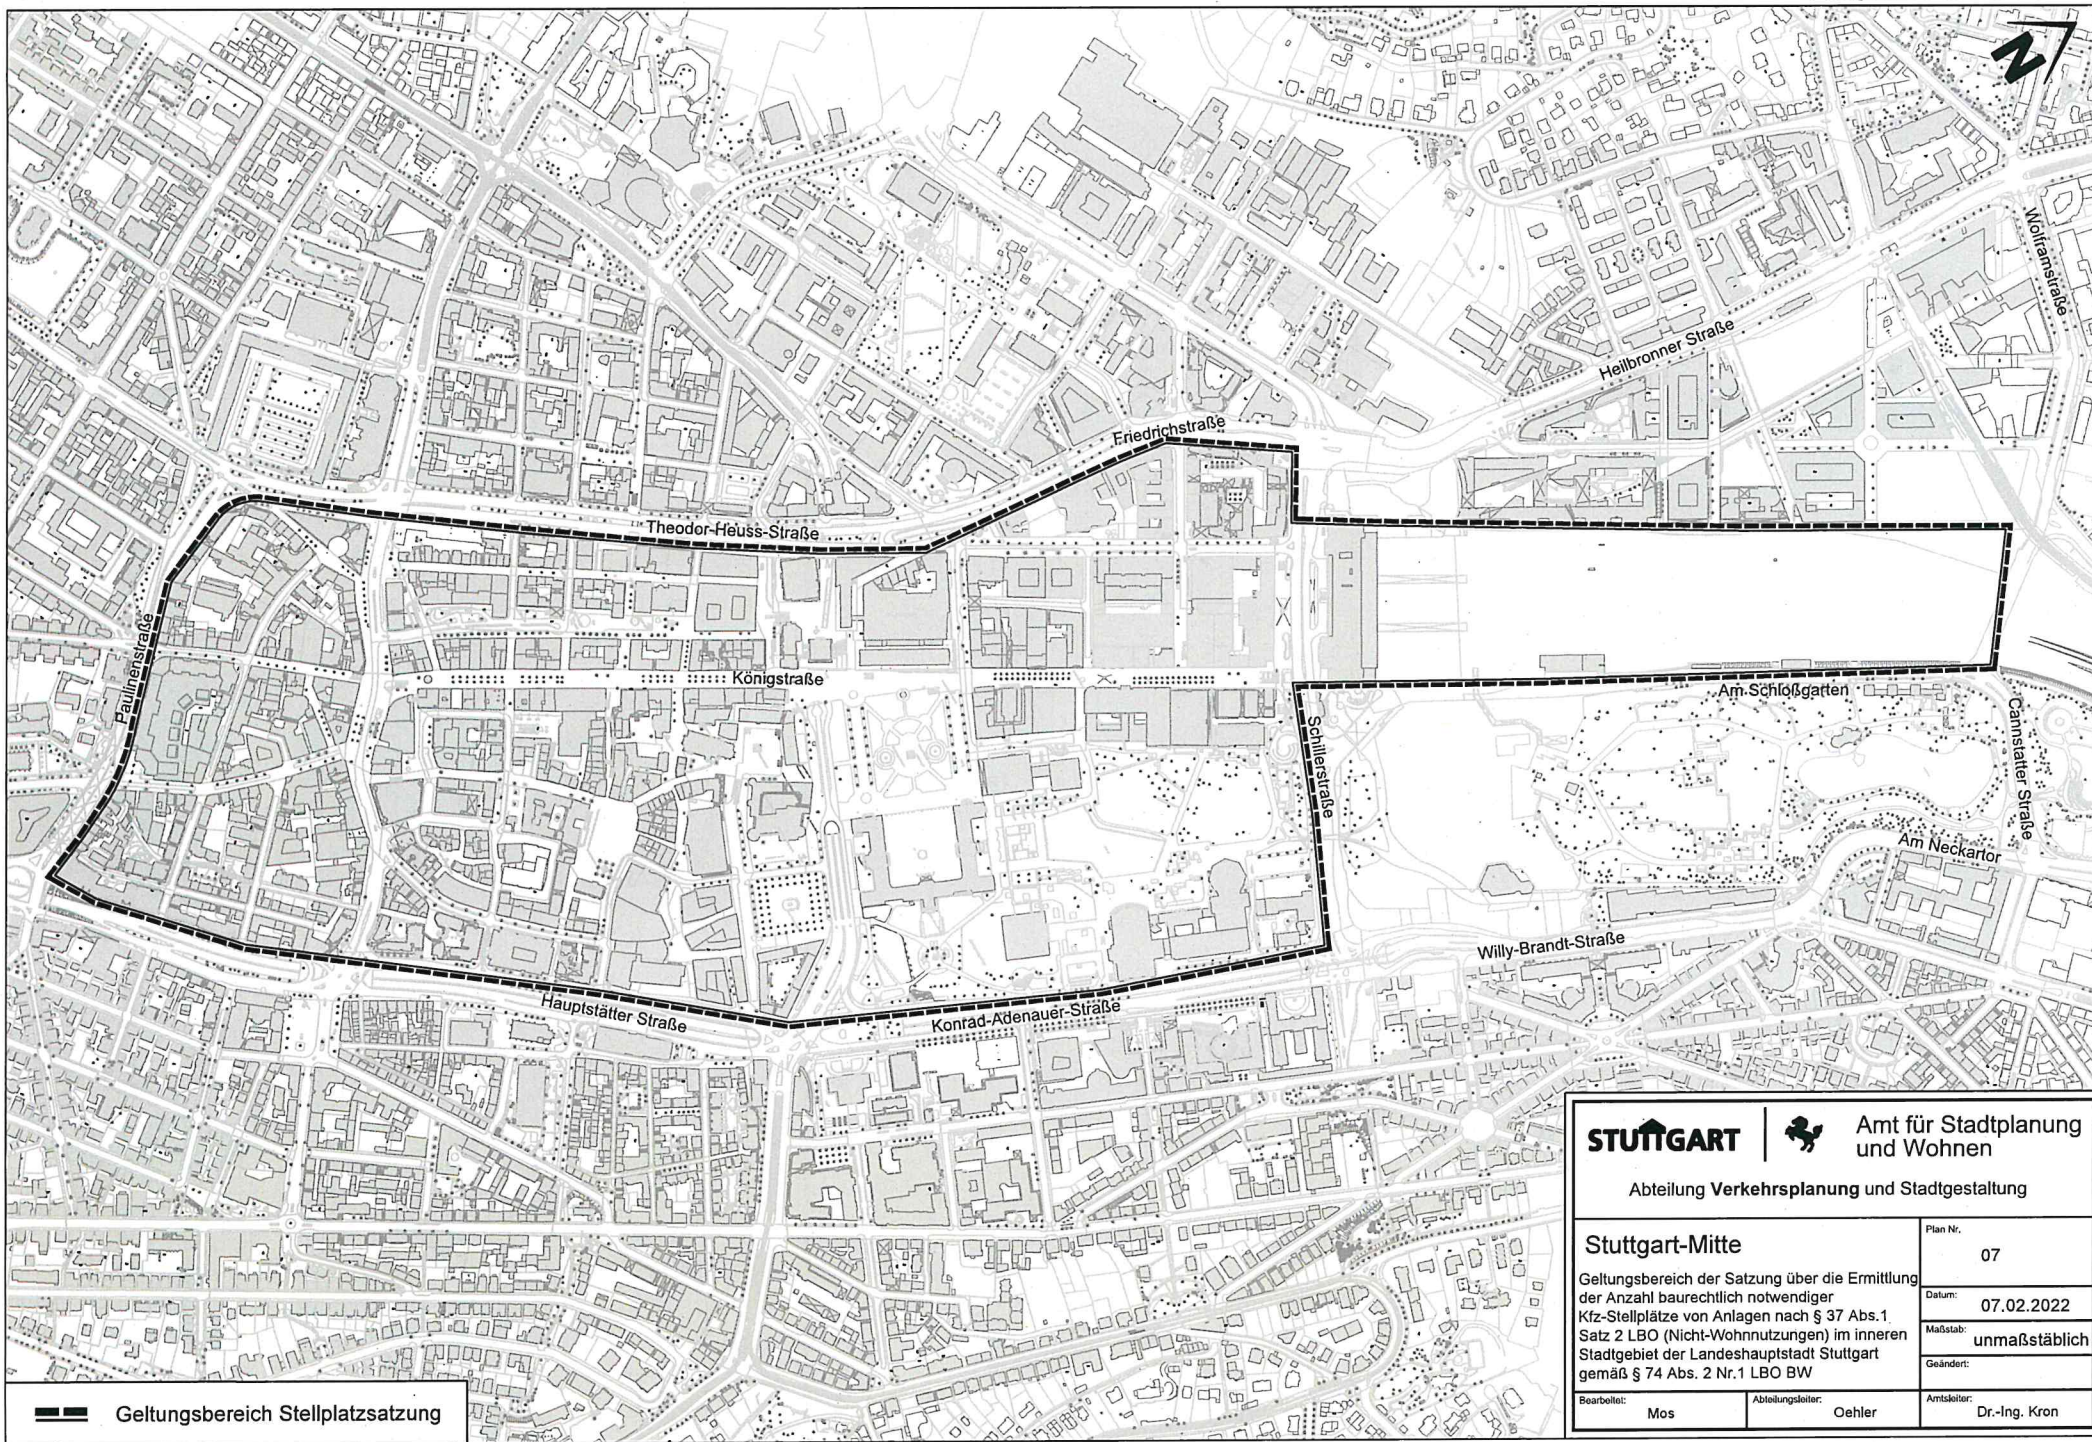 N
Wolframstraße
Heilbronner Straße
Friedrichstraße
Theodor-Heuss-Straße
Paulinenstraße
Königstraße
Am Schloßgarten
Schillerstraße
Cannstatter Straße
Am Neckartor
Willy-Brandt-Straße
Hauptstätter Straße
Konrad-Adenauer-Straße
STUTTGART
Amt für Stadtplanung
und Wohnen
Abteilung Verkehrsplanung und Stadtgestaltung
Stuttgart-Mitte
Geltungsbereich der Satzung über die Ermittlung
der Anzahl baurechtlich notwendiger
Kfz-Stellplätze von Anlagen nach § 37 Abs.1
Satz 2 LBO (Nicht-Wohnnutzungen) im inneren
Stadtgebiet der Landeshauptstadt Stuttgart
gemäß § 74 Abs. 2 Nr.1 LBO BW
Plan Nr.
07
Datum:
07.02.2022
Maßstab:
unmaßstäblich
Geändert:
Bearbeitet:
Mos
Abteilungsleiter:
Oehler
Amtsleiter:
Dr.-Ing. Kron
Geltungsbereich Stellplatzsatzung